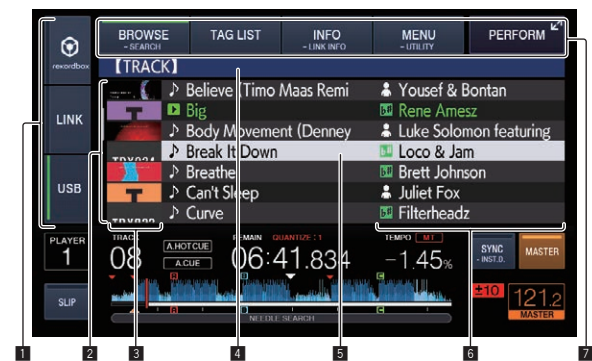 BROWSE TAG LIST INFO MENU PERFORM
- SEARCH - LINK INFO - UTILITY
rekordbox
【TRACK】
Believe (Timo Maas Remi Yousef & Bontan
Big Rene Amesz
LINK
Body Movement (Denney Luke Solomon featuring
Break It Down Loco & Jam
Breathe Brett Johnson
USB
Can't Sleep Juliet Fox
Curve Filterheadz
PLAYER 1
TRACK 08
A.HOT CUE
A.CUE
REMAIN QUANTIZE : 1
06:41.834
TEMPO MT
-1.45%
SYNC
- INST.D.
MASTER
SLIP
A D E
A D E
NEEDLE SEARCH
±10
121.2
MASTER
1 2 3 4 5 6 7